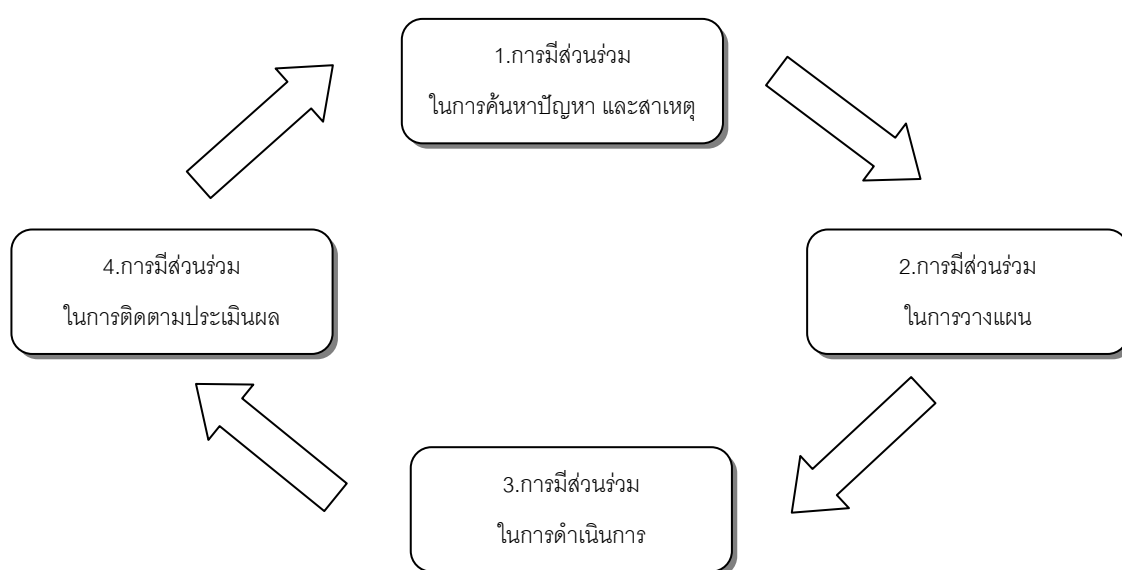 1.การมีส่วนร่วม
ในการค้นหาปัญหา และสาเหตุ
2.การมีส่วนร่วม
ในการวางแผน
3.การมีส่วนร่วม
ในการดำเนินการ
4.การมีส่วนร่วม
ในการติดตามประเมินผล